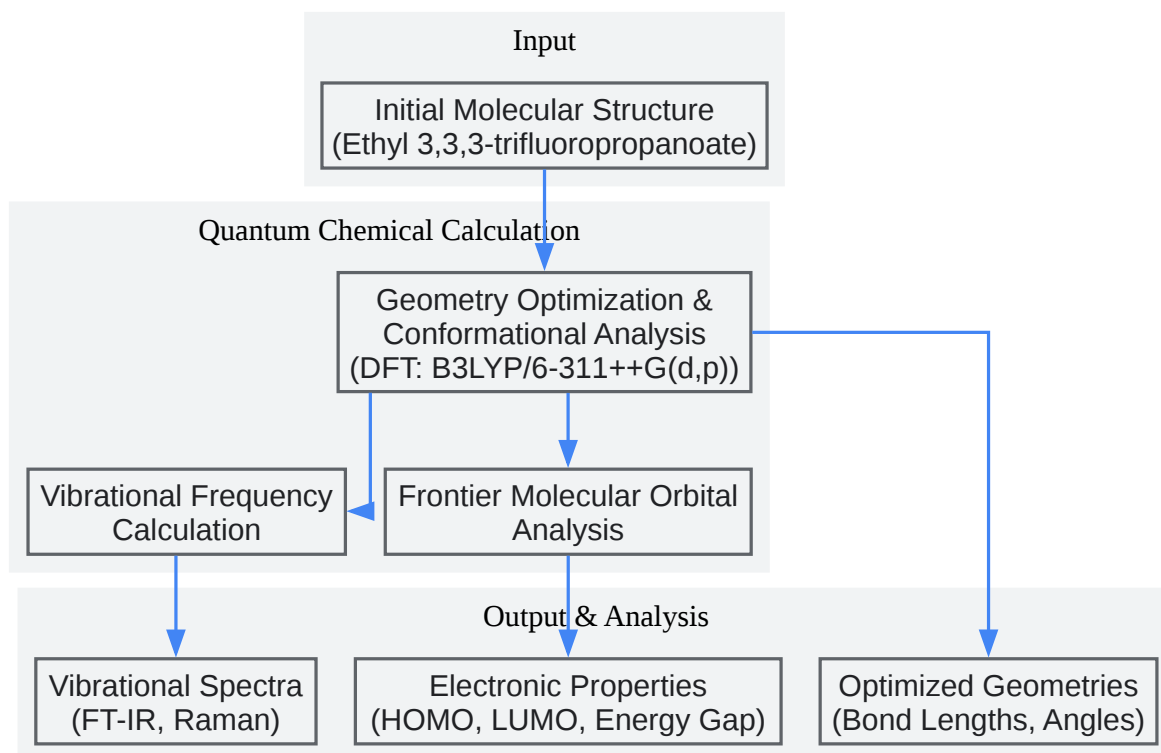 Input
Initial Molecular Structure
(Ethyl 3,3,3-trifluoropropanoate)
Quantum Chemical Calculation
Geometry Optimization &
Conformational Analysis
(DFT: B3LYP/6-311++G(d,p))
Vibrational Frequency
Calculation
Frontier Molecular Orbital
Analysis
Output & Analysis
Vibrational Spectra
(FT-IR, Raman)
Electronic Properties
(HOMO, LUMO, Energy Gap)
Optimized Geometries
(Bond Lengths, Angles)